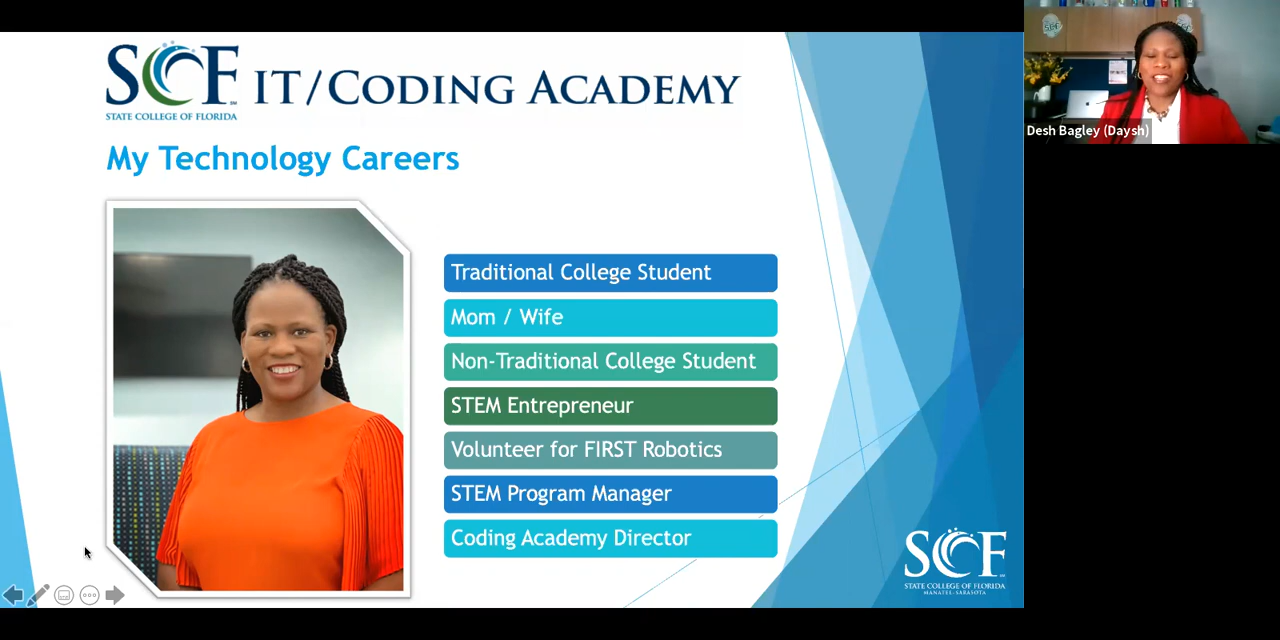 SCF IT/CODING ACADEMY
STATE COLLEGE OF FLORIDA
My Technology Careers
Traditional College Student
Mom / Wife
Non-Traditional College Student
STEM Entrepreneur
Volunteer for FIRST Robotics
STEM Program Manager
Coding Academy Director
SCF
STATE COLLEGE OF FLORIDA
MANATEE-SARASOTA
Desh Bagley (Daysh)